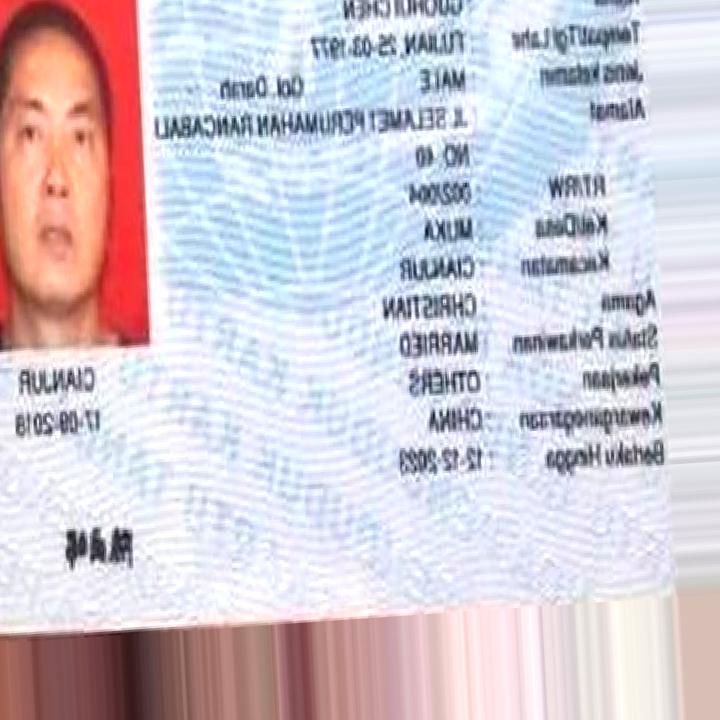 GUOHUI CHEN
Tempat/Tgl Lahir : FUJIAN, 25-03-1977
Jenis kelamin : MALE Gol. Darah : -
Alamat : JL SELAMET PERUMAHAN RANCABALI
NO 40
RT/RW : 002/004
Kel/Desa : MUKA
Kecamatan : CIANJUR
Agama : CHRISTIAN
Status Perkawinan : MARRIED
Pekerjaan : OTHERS
Kewarganegaraan : CHINA
Berlaku Hingga : 12-12-2023
CIANJUR
17-09-2018